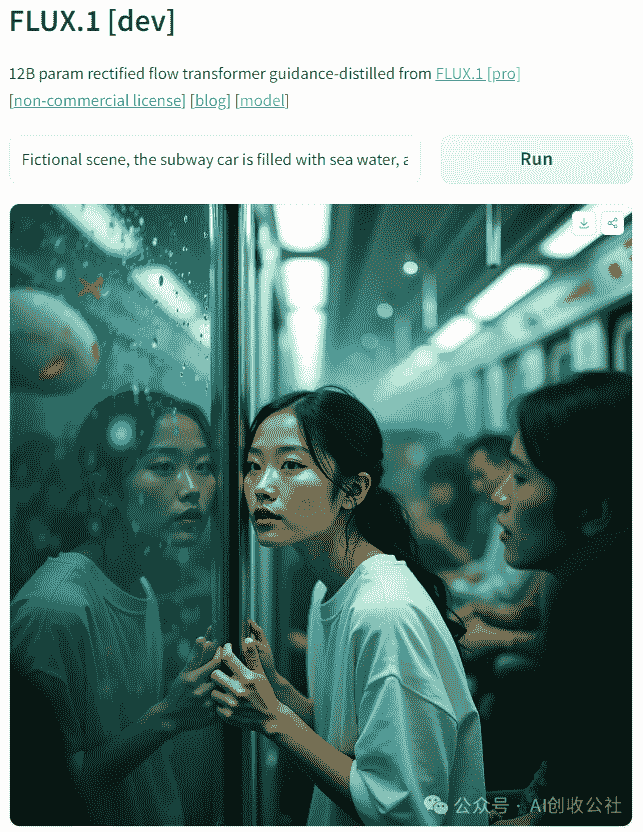 FLUX.1 [dev]
12B param rectified flow transformer guidance-distilled from FLUX.1 [pro]
[non-commercial license] [blog] [model]
Fictional scene, the subway car is filled with sea water, a
Run
公众号 · AI创收公社